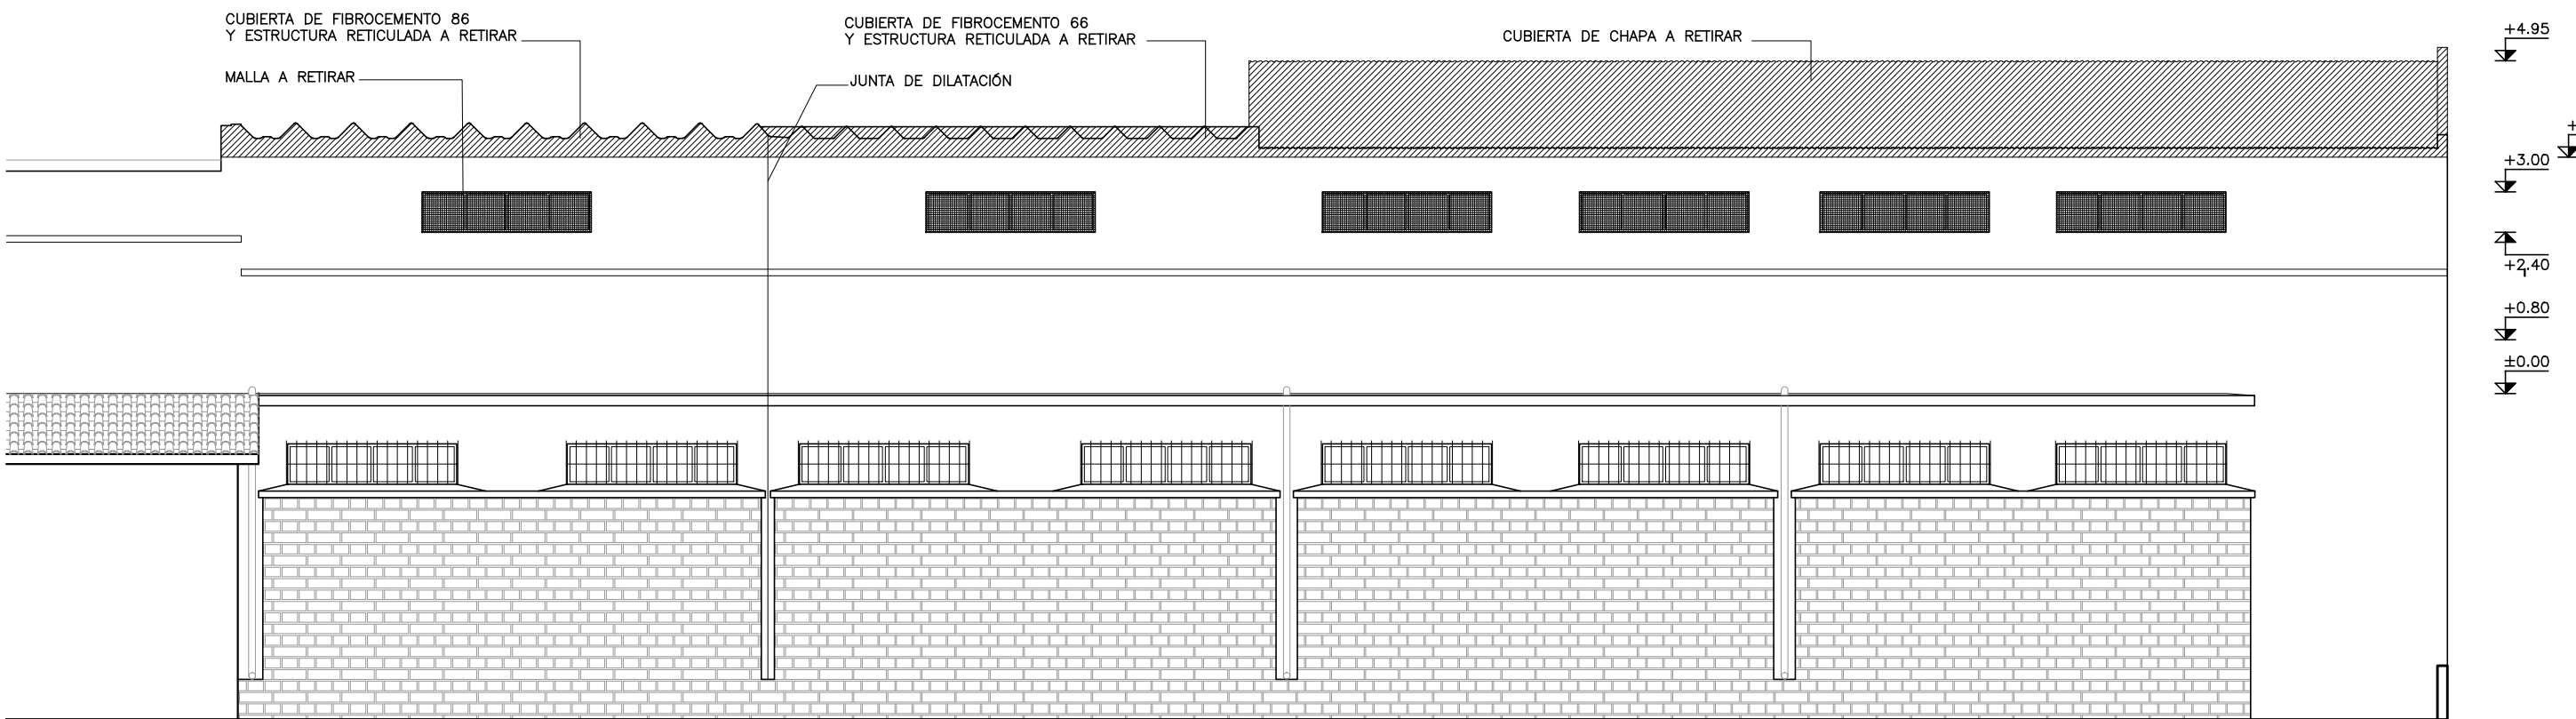 CUBIERTA DE FIBROCEMENTO 86
Y ESTRUCTURA RETICULADA A RETIRAR
MALLA A RETIRAR
CUBIERTA DE FIBROCEMENTO 66
Y ESTRUCTURA RETICULADA A RETIRAR
JUNTA DE DILATACIÓN
CUBIERTA DE CHAPA A RETIRAR
+4.95
+
+3.00
+2.40
+0.80
±0.00